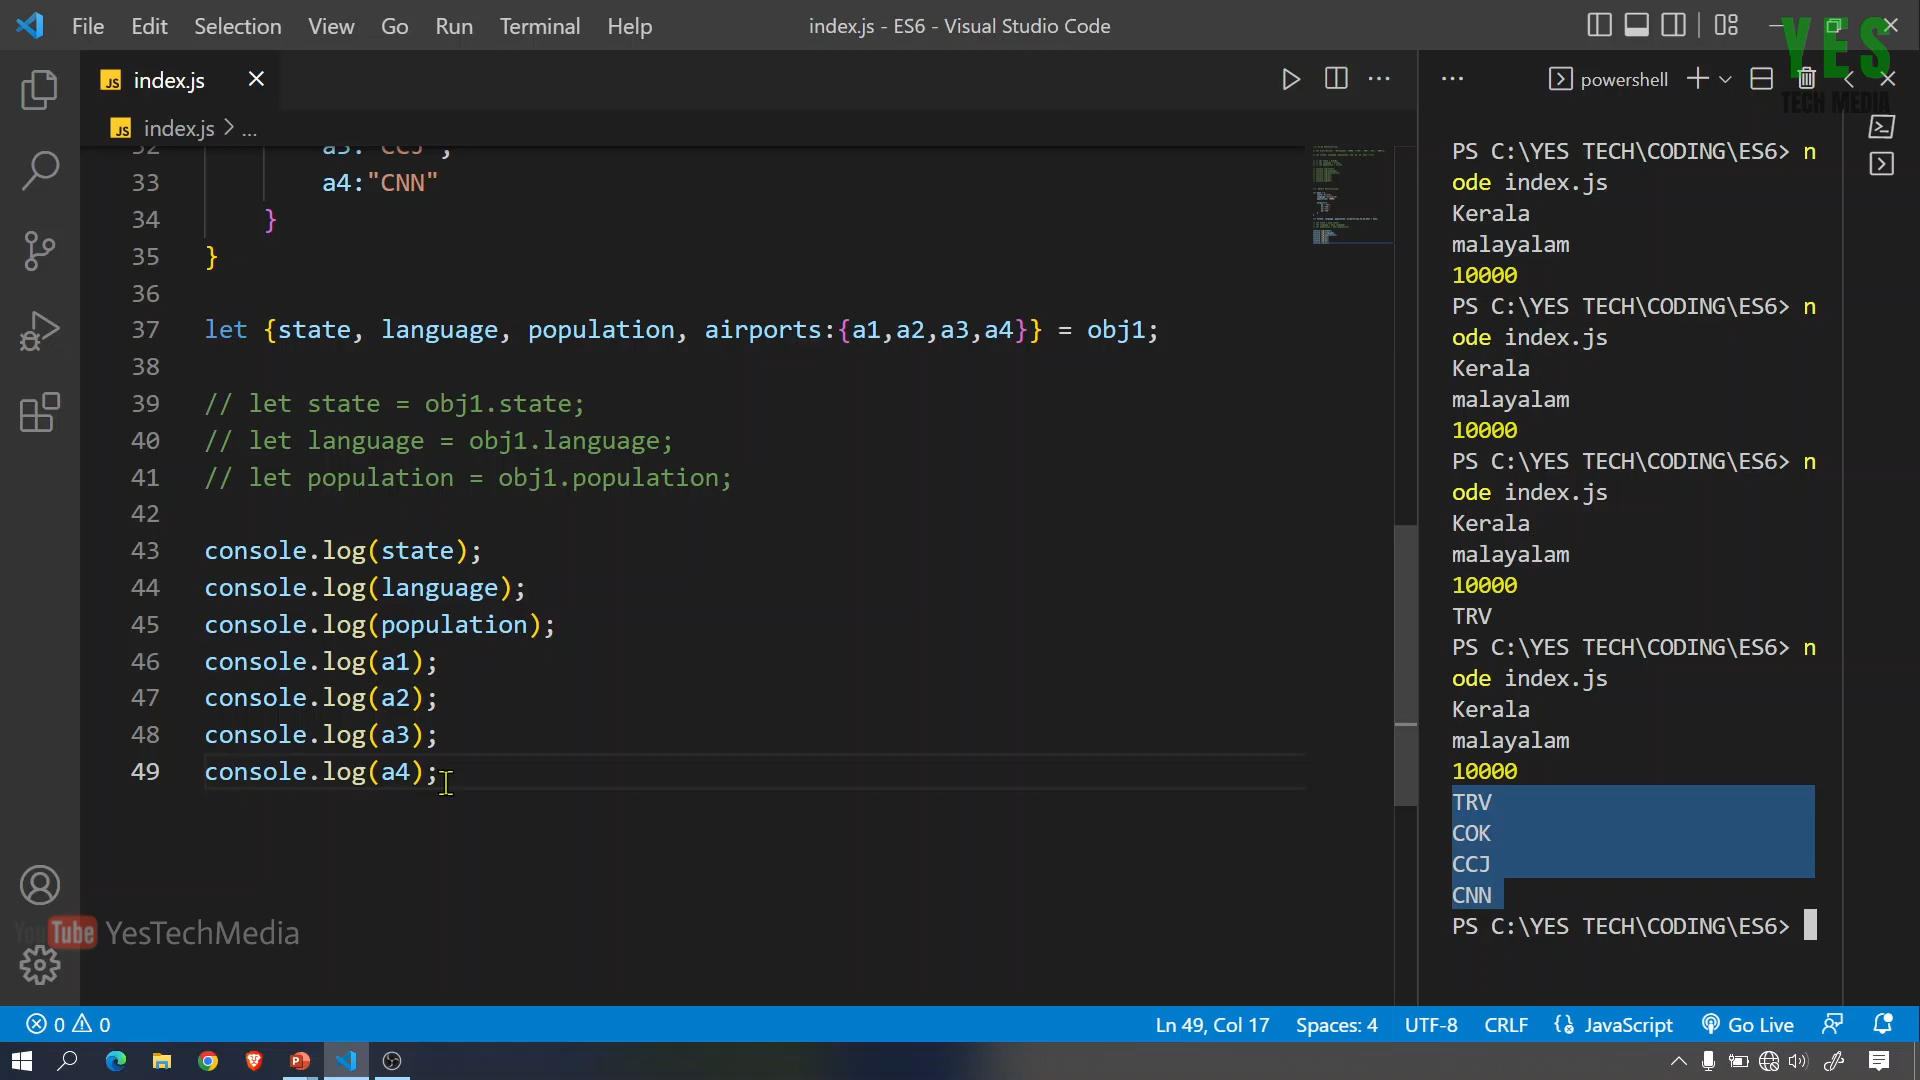 File Edit Selection View Go Run Terminal Help
index.js - ES6 - Visual Studio Code
YES
TECH MEDIA
JS index.js
powershell
JS index.js > ...
32 a3:"CCJ",
33 a4:"CNN"
34 }
35 }
36
37 let {state, language, population, airports:{a1,a2,a3,a4}} = obj1;
38
39 // let state = obj1.state;
40 // let language = obj1.language;
41 // let population = obj1.population;
42
43 console.log(state);
44 console.log(language);
45 console.log(population);
46 console.log(a1);
47 console.log(a2);
48 console.log(a3);
49 console.log(a4);
PS C:\YES TECH\CODING\ES6> n
ode index.js
Kerala
malayalam
10000
PS C:\YES TECH\CODING\ES6> n
ode index.js
Kerala
malayalam
10000
PS C:\YES TECH\CODING\ES6> n
ode index.js
Kerala
malayalam
10000
TRV
PS C:\YES TECH\CODING\ES6> n
ode index.js
Kerala
malayalam
10000
TRV
COK
CCJ
CNN
PS C:\YES TECH\CODING\ES6>
YouTube YesTechMedia
0 0
Ln 49, Col 17 Spaces: 4 UTF-8 CRLF JavaScript Go Live